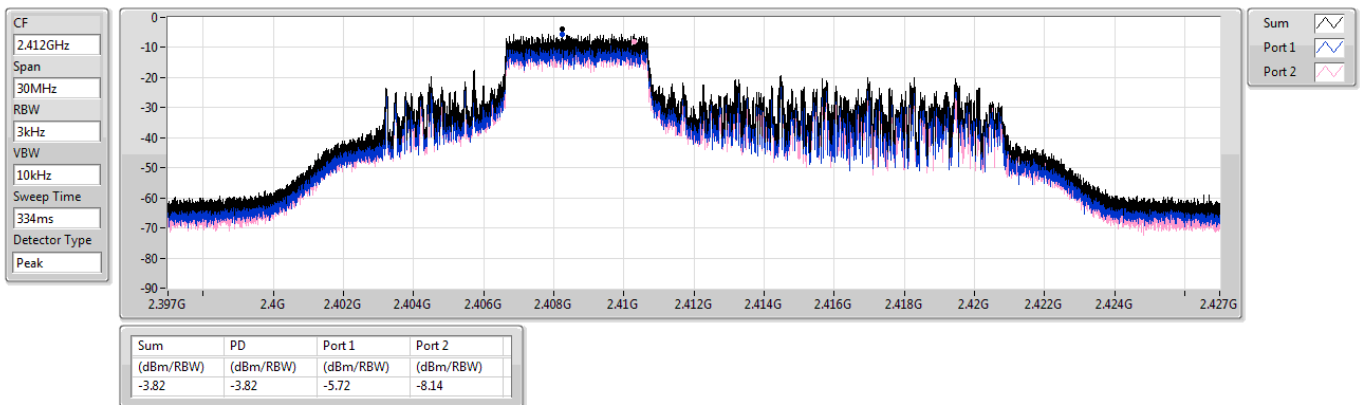 CF
2.412GHz
Span
30MHz
RBW
3kHz
VBW
10kHz
Sweep Time
334ms
Detector Type
Peak
0
-10
-20
-30
-40
-50
-60
-70
-80
-90
2.397G 2.4G 2.402G 2.404G 2.406G 2.408G 2.41G 2.412G 2.414G 2.416G 2.418G 2.42G 2.422G 2.424G 2.427G
Sum
Port 1
Port 2
Sum PD Port 1 Port 2
(dBm/RBW) (dBm/RBW) (dBm/RBW) (dBm/RBW)
-3.82 -3.82 -5.72 -8.14